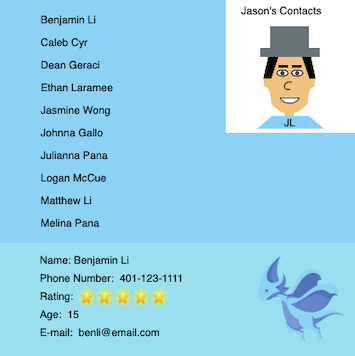 Jason's Contacts
JL
Benjamin Li
Caleb Cyr
Dean Geraci
Ethan Laramee
Jasmine Wong
Johnna Gallo
Julianna Pana
Logan McCue
Matthew Li
Melina Pana
Name: Benjamin Li
Phone Number: 401-123-1111
Rating:
Age: 15
E-mail: benli@email.com